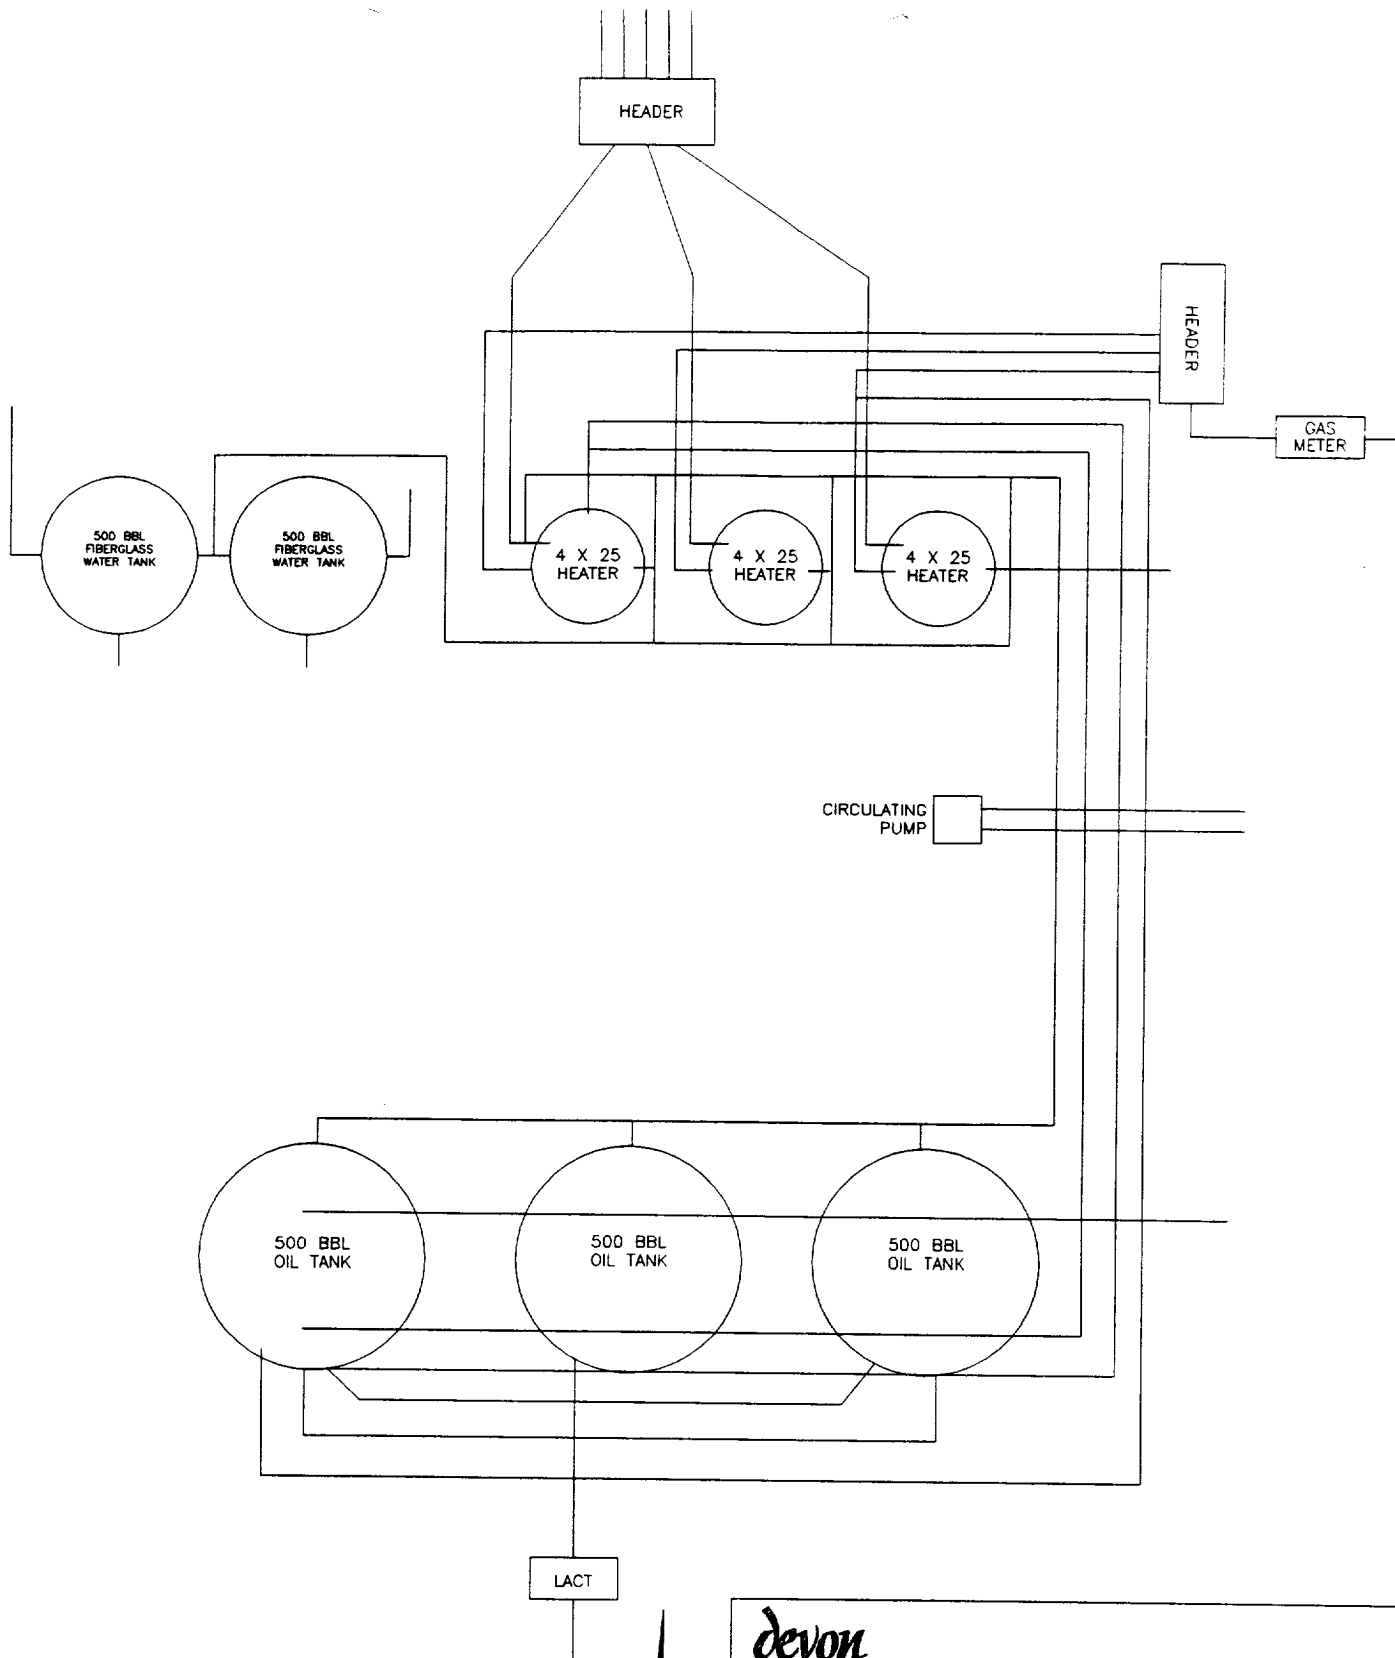 HEADER
HEADER
GAS
METER
500 BBL
FIBERGLASS
WATER TANK
500 BBL
FIBERGLASS
WATER TANK
4 X 25
HEATER
4 X 25
HEATER
4 X 25
HEATER
CIRCULATING
PUMP
500 BBL
OIL TANK
500 BBL
OIL TANK
500 BBL
OIL TANK
LACT
devon